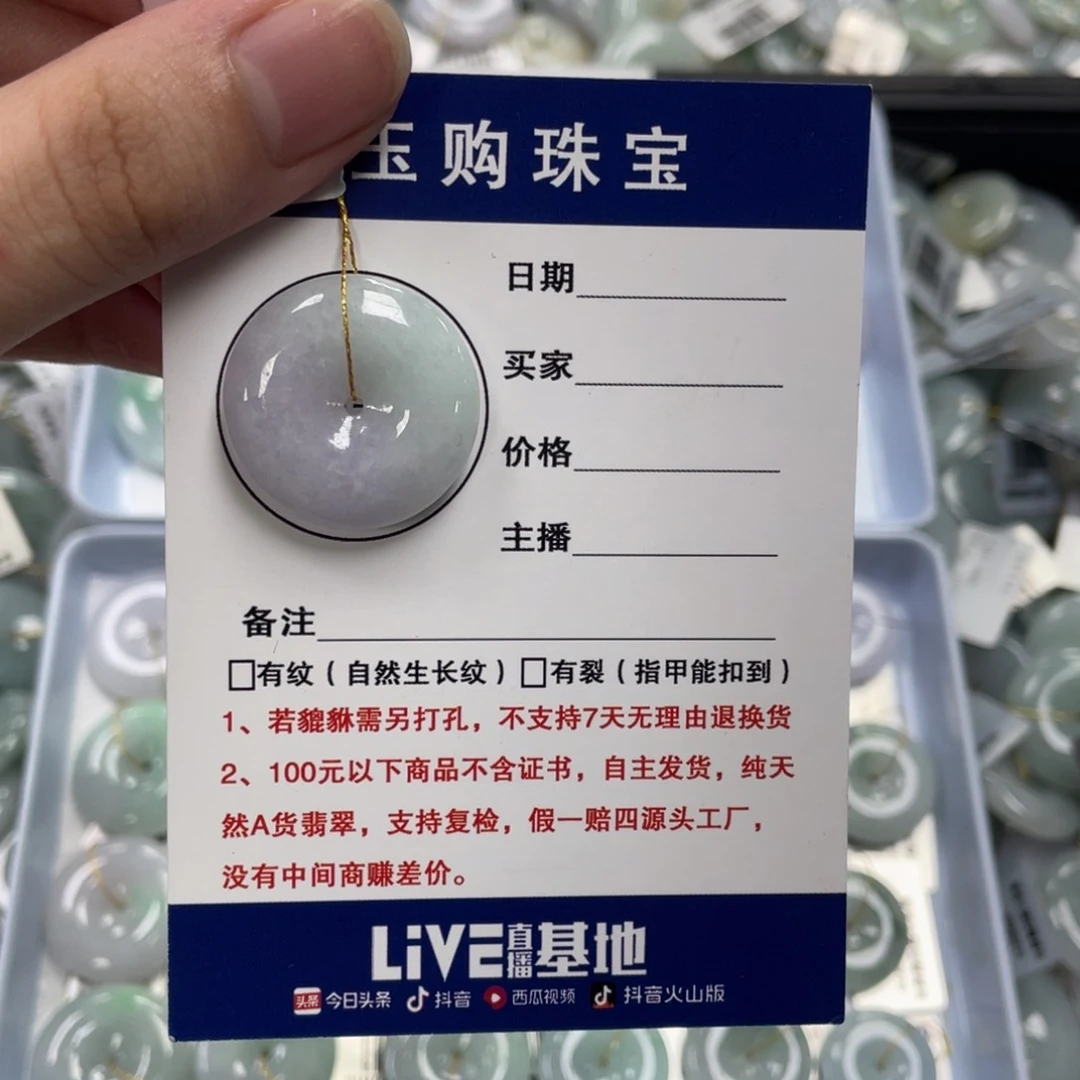 玉购珠宝
日期
买家
价格
主播
备注
□有纹（自然生长纹）□有裂（指甲能扣到）
1、若貔貅需另打孔，不支持7天无理由退换货
2、100元以下商品不含证书，自主发货，纯天
然A货翡翠，支持复检，假一赔四源头工厂，
没有中间商赚差价。
LiVE直播基地
头条 今日头条 抖音 西瓜视频 抖音火山版